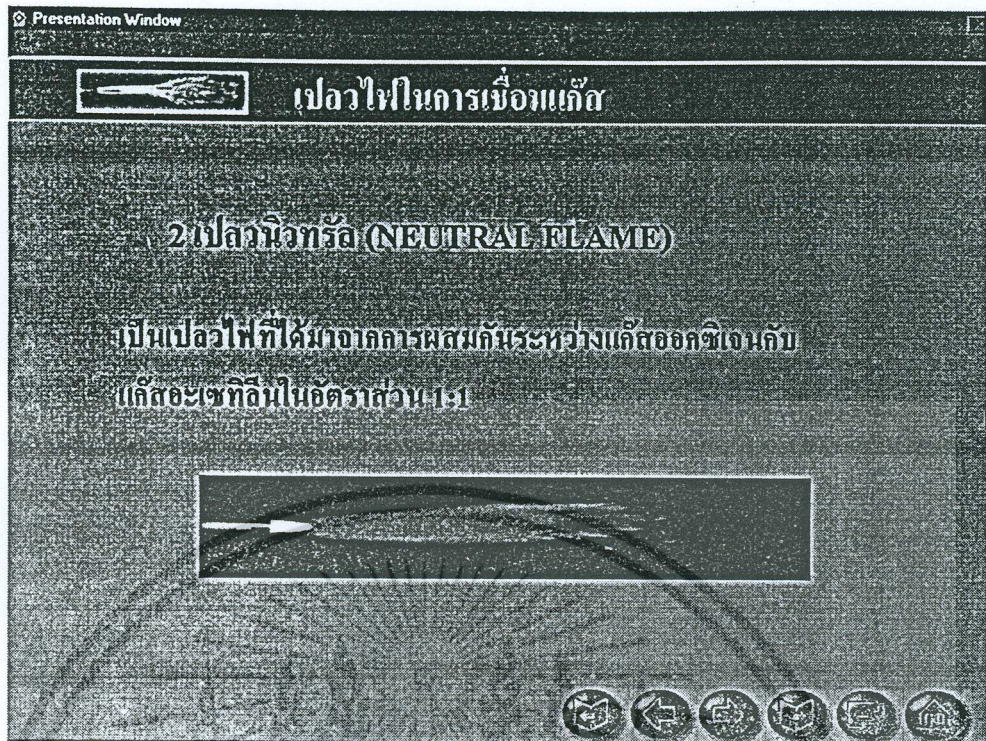 Presentation Window
เปลวไฟในการเชื่อมแก๊ส
2 เปลวนิวทรัล (NEUTRAL FLAME)
เป็นเปลวไฟที่ได้มาจากการผสมกันระหว่างแก๊สออกซิเจนกับ
แก๊สอะเซทิลีนในอัตราส่วน 1:1